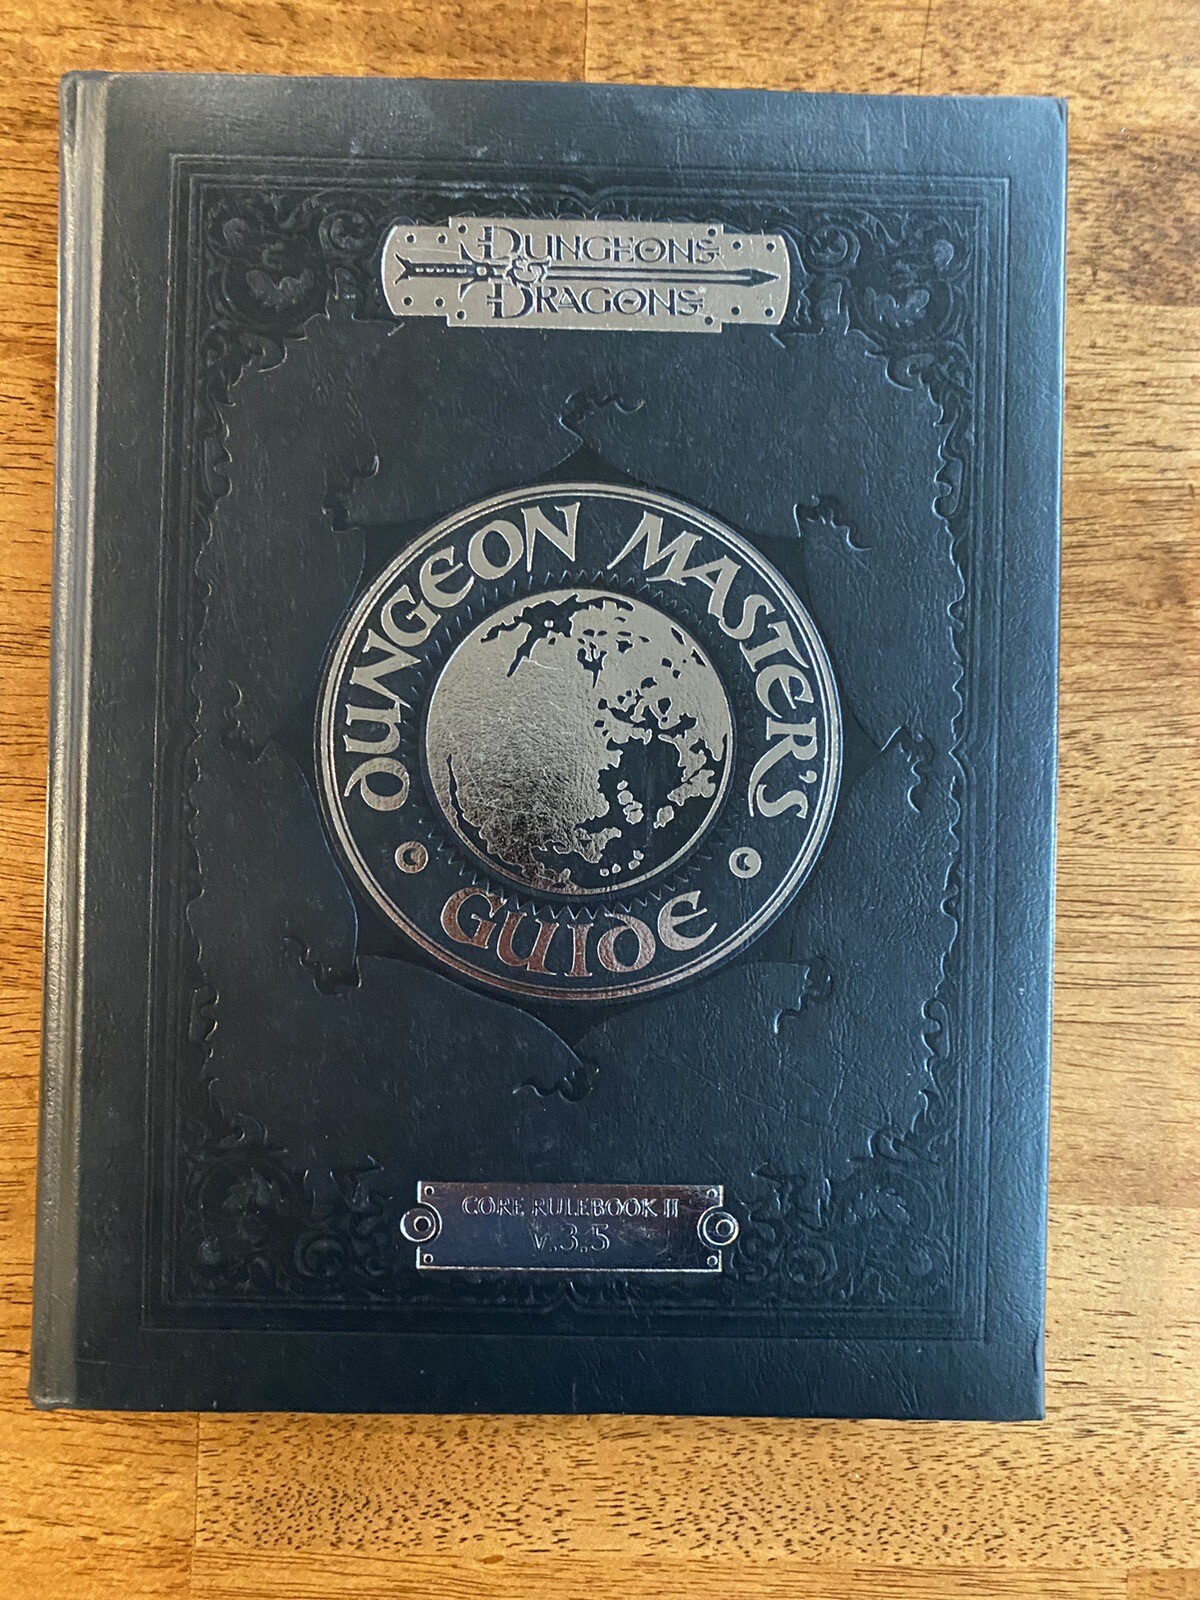 DUNGEONS
&
DRAGONS®
DUNGEON MASTER'S
GUIDE
CORE RULEBOOK II
v.3.5